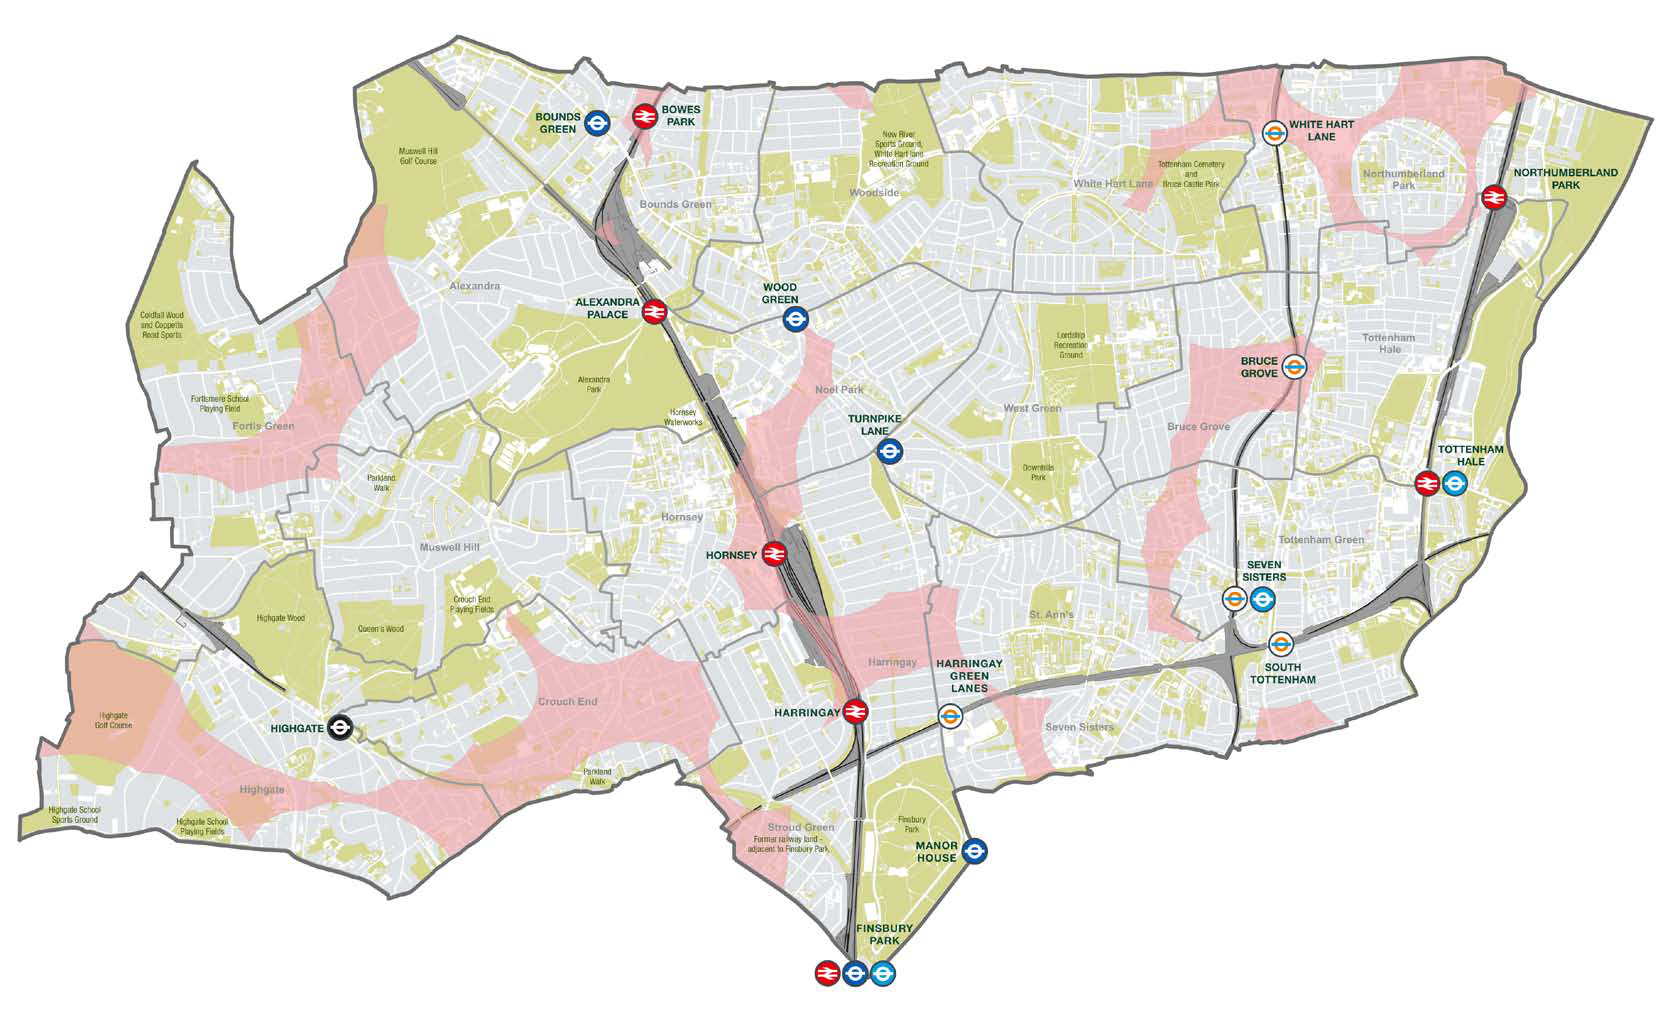 BOUNDS
GREEN
BOWES
PARK
WHITE HART
LANE
NORTHUMBERLAND
PARK
Muswell Hill
Golf Course
New River
Sports Ground,
White Hart lane
Recreation Ground
Tottenham Cemetery
and
Bruce Castle Park
Northumberland
Park
White Hart Lane
Woodside
Bounds Green
Alexandra
ALEXANDRA
PALACE
WOOD
GREEN
Coldfall Wood
and Coppetts
Road Sports
Lordship
Recreation
Ground
Tottenham
Hale
BRUCE
GROVE
Alexandra
Park
Noel Park
Fortismere School
Playing Field
Fortis Green
Hornsey
Waterworks
TURNPIKE
LANE
West Green
Bruce Grove
TOTTENHAM
HALE
Parkland
Walk
Downhills
Park
Hornsey
Muswell Hill
HORNSEY
Tottenham Green
SEVEN
SISTERS
Highgate Wood
Queen's Wood
Crouch End
Playing Fields
St. Ann's
Harringay
HARRINGAY
GREEN
LANES
SOUTH
TOTTENHAM
Highgate
Golf Course
HIGHGATE
Crouch End
HARRINGAY
Seven Sisters
Highgate
Parkland
Walk
Highgate School
Sports Ground
Highgate School
Playing Fields
Stroud Green
Former railway land -
adjacent to Finsbury Park
Finsbury
Park
MANOR
HOUSE
FINSBURY
PARK